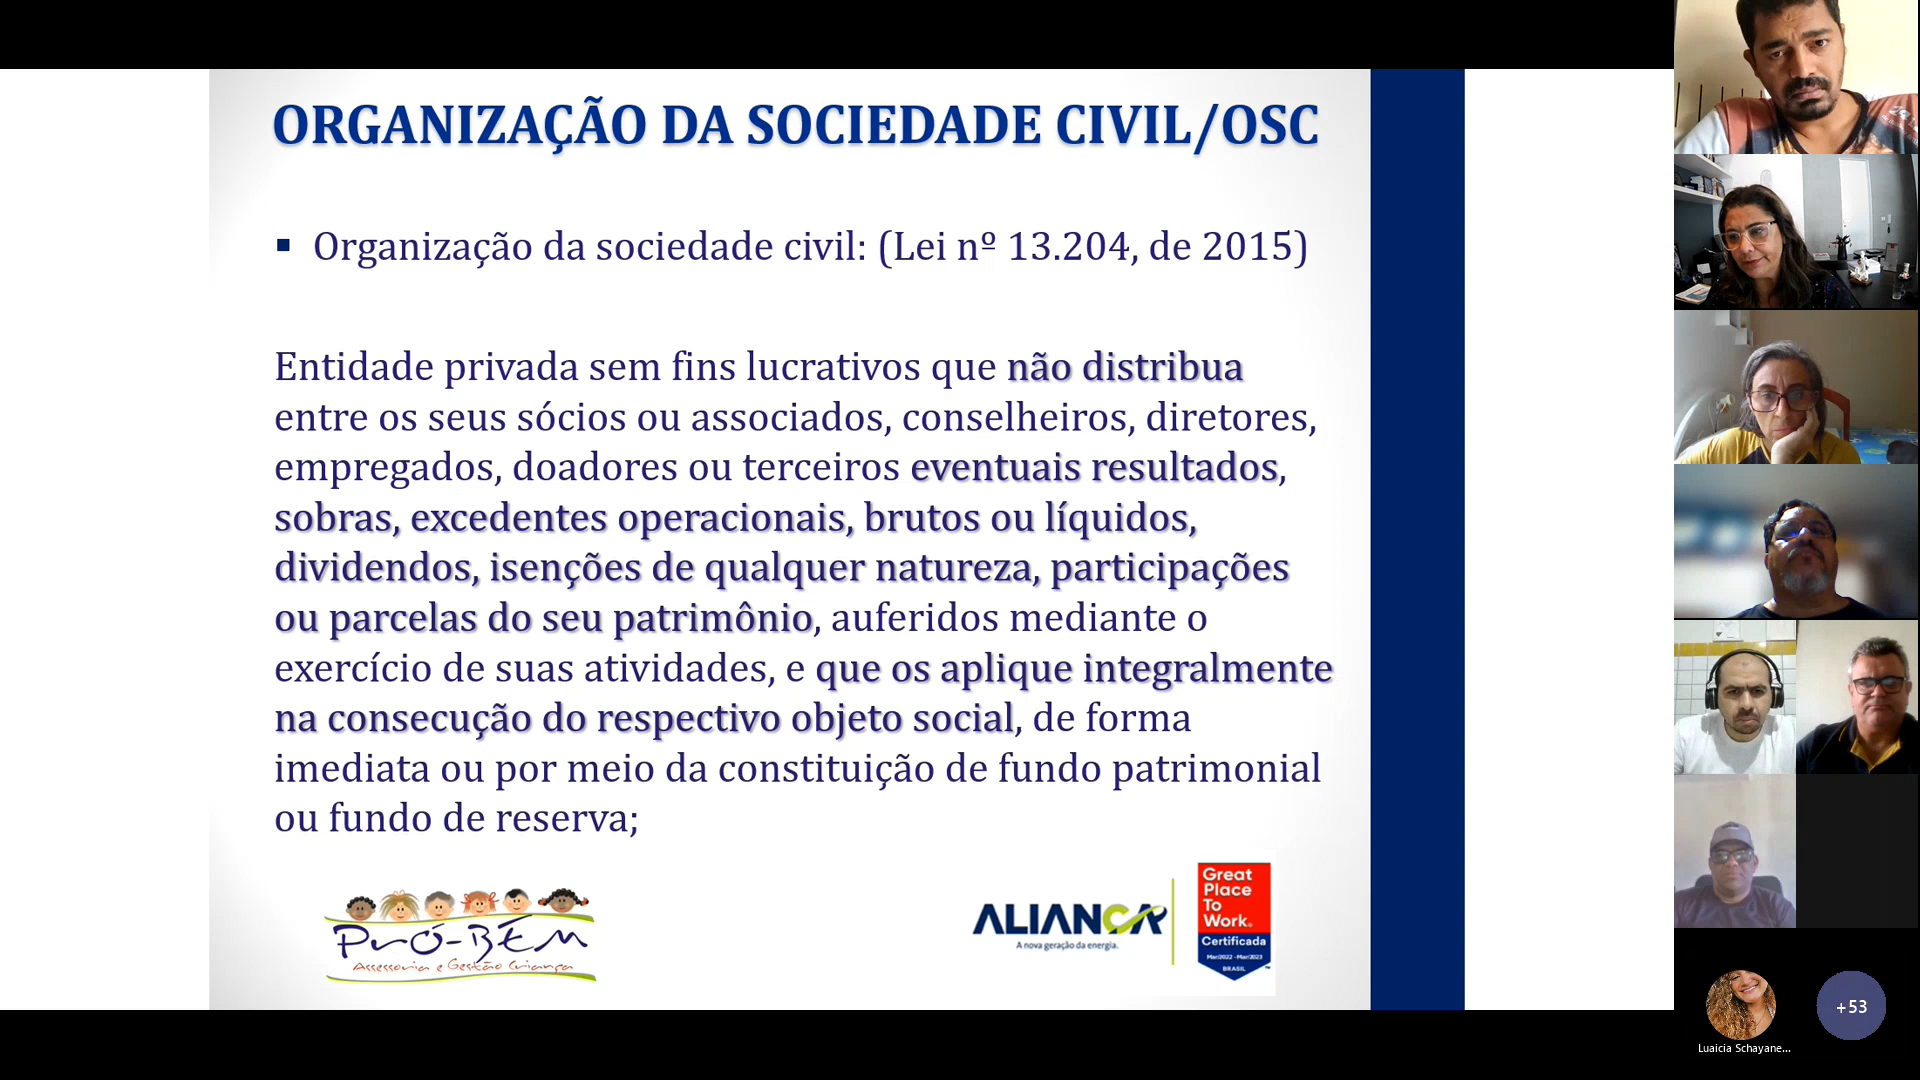 ORGANIZAÇÃO DA SOCIEDADE CIVIL/OSC
▪ Organização da sociedade civil: (Lei nº 13.204, de 2015)
Entidade privada sem fins lucrativos que não distribua
entre os seus sócios ou associados, conselheiros, diretores,
empregados, doadores ou terceiros eventuais resultados,
sobras, excedentes operacionais, brutos ou líquidos,
dividendos, isenções de qualquer natureza, participações
ou parcelas do seu patrimônio, auferidos mediante o
exercício de suas atividades, e que os aplique integralmente
na consecução do respectivo objeto social, de forma
imediata ou por meio da constituição de fundo patrimonial
ou fundo de reserva;
PRÓ-BEM
Assessoria e Gestão Criança
ALIANÇA
A nova geração da energia.
Great
Place
To
Work.
Certificada
Mar/2022 - Mar/2023
BRASIL
™
+53
Luaicia Schayane...